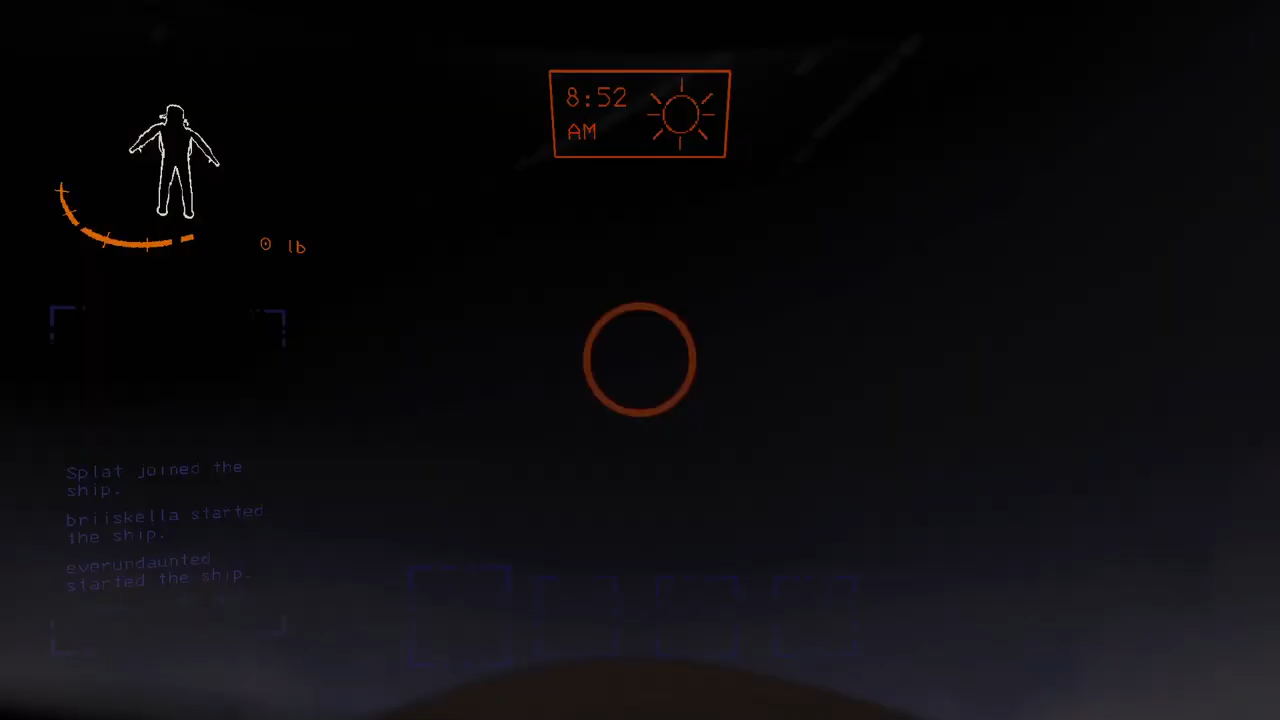 8:52
AM
0 lb
Splat joined the
ship.
briiskella started
the ship.
everundaunted
started the ship.